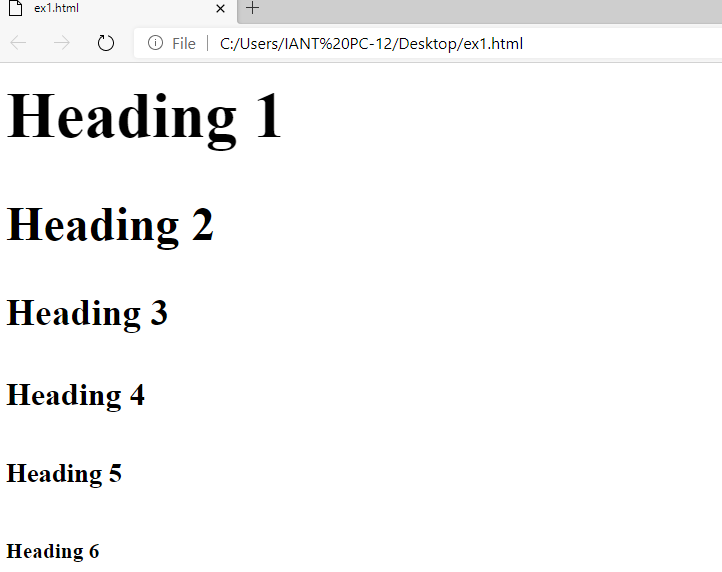 ex1.html
File C:/Users/IANT%20PC-12/Desktop/ex1.html
Heading 1
Heading 2
Heading 3
Heading 4
Heading 5
Heading 6